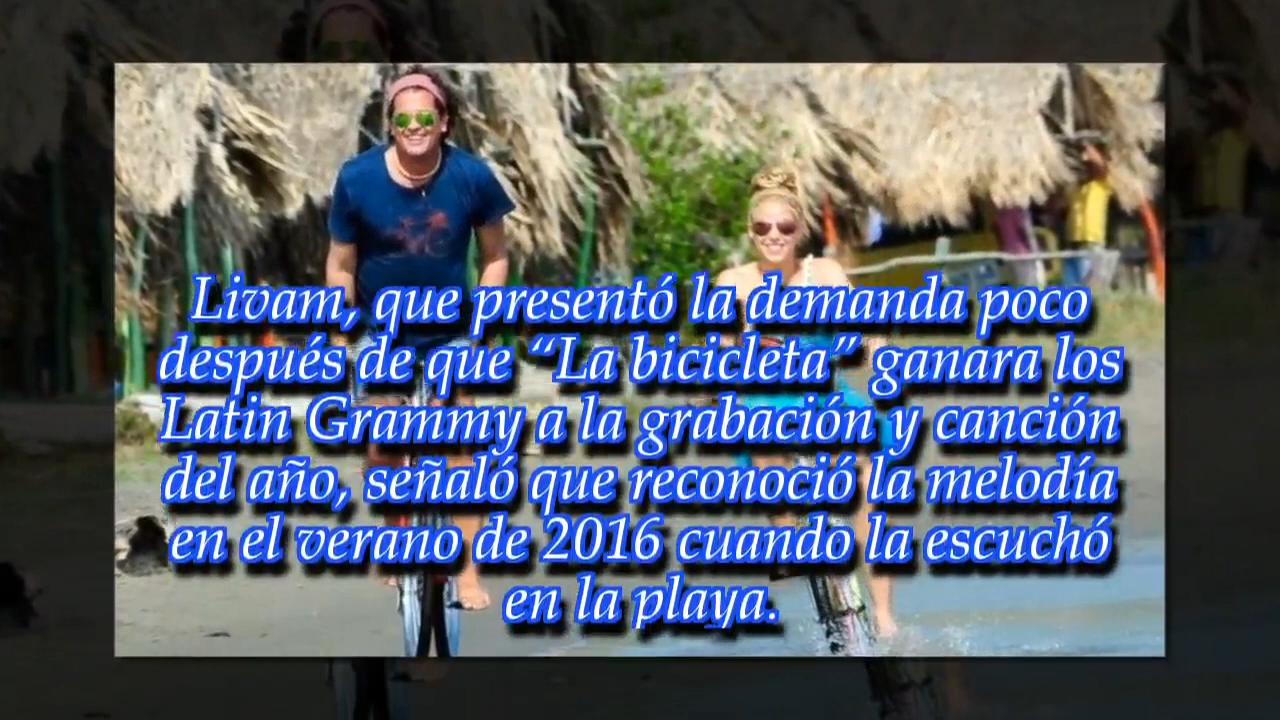 Livam, que presentó la demanda poco
después de que “La bicicleta” ganara los
Latin Grammy a la grabación y canción
del año, señaló que reconoció la melodía
en el verano de 2016 cuando la escuchó
en la playa.